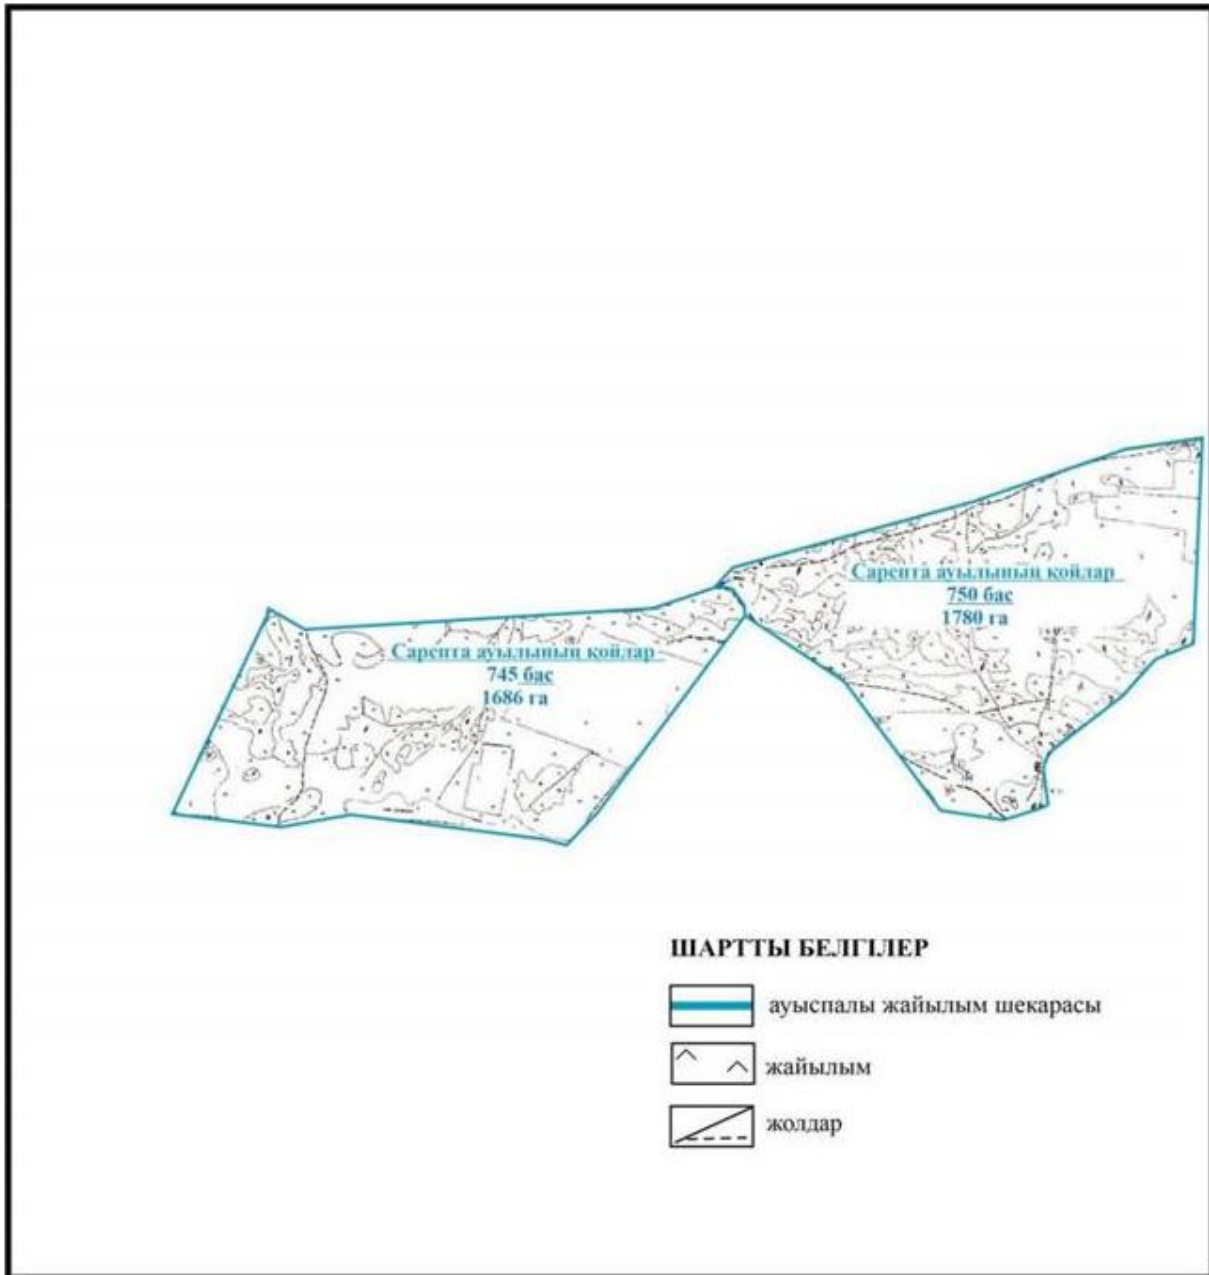 Сарепта ауылының қойлар
750 бас
1780 га
Сарепта ауылының қойлар
745 бас
1686 га
ШАРТТЫ БЕЛГІЛЕР
ауыспалы жайылым шекарасы
жайылым
жолдар